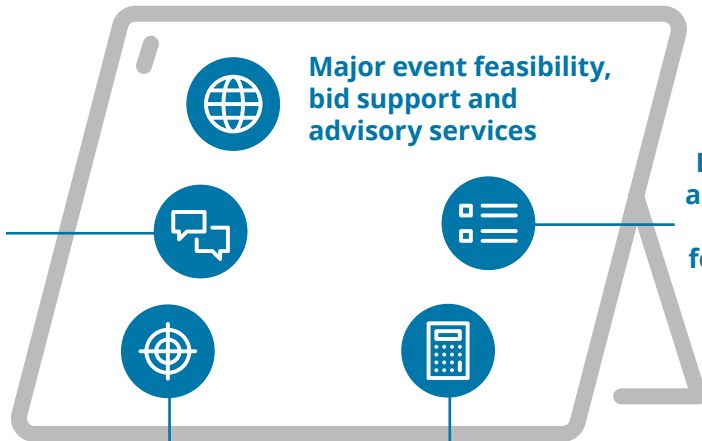 Major event feasibility,
bid support and
advisory services